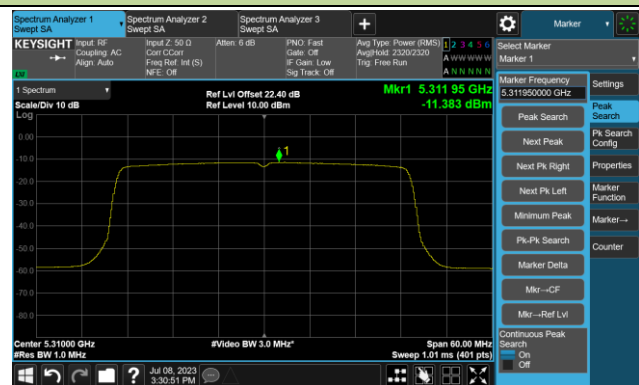 Spectrum Analyzer 1
Swept SA
Spectrum Analyzer 2
Swept SA
Spectrum Analyzer 3
Swept SA
+
Marker
KEYSIGHT
Input: RF
Coupling: AC
Align: Auto
Input Z: 50 Ω
Corr CCorr
Freq Ref: Int (S)
NFE: Off
Atten: 6 dB
PNO: Fast
Gate: Off
IF Gain: Low
Sig Track: Off
Avg Type: Power (RMS)
Avg|Hold: 2320/2320
Trig: Free Run
1 2 3 4 5 6
A W W W W W
A N N N N N
LW
Select Marker
Marker 1
1 Spectrum
Scale/Div 10 dB
Log
Ref Lvl Offset 22.40 dB
Ref Level 10.00 dBm
Mkr1 5.311 95 GHz
-11.383 dBm
0.00
-10.0
-20.0
-30.0
-40.0
-50.0
-60.0
-70.0
-80.0
1
Center 5.31000 GHz
#Res BW 1.0 MHz
#Video BW 3.0 MHz*
Span 60.00 MHz
Sweep 1.01 ms (401 pts)
Marker Frequency
5.311950000 GHz
Peak Search
Next Peak
Next Pk Right
Next Pk Left
Minimum Peak
Pk-Pk Search
Marker Delta
Mkr→CF
Mkr→Ref Lvl
Continuous Peak
Search
On
Off
Settings
Peak
Search
Pk Search
Config
Properties
Marker
Function
Marker→
Counter
?
Jul 08, 2023
3:30:51 PM